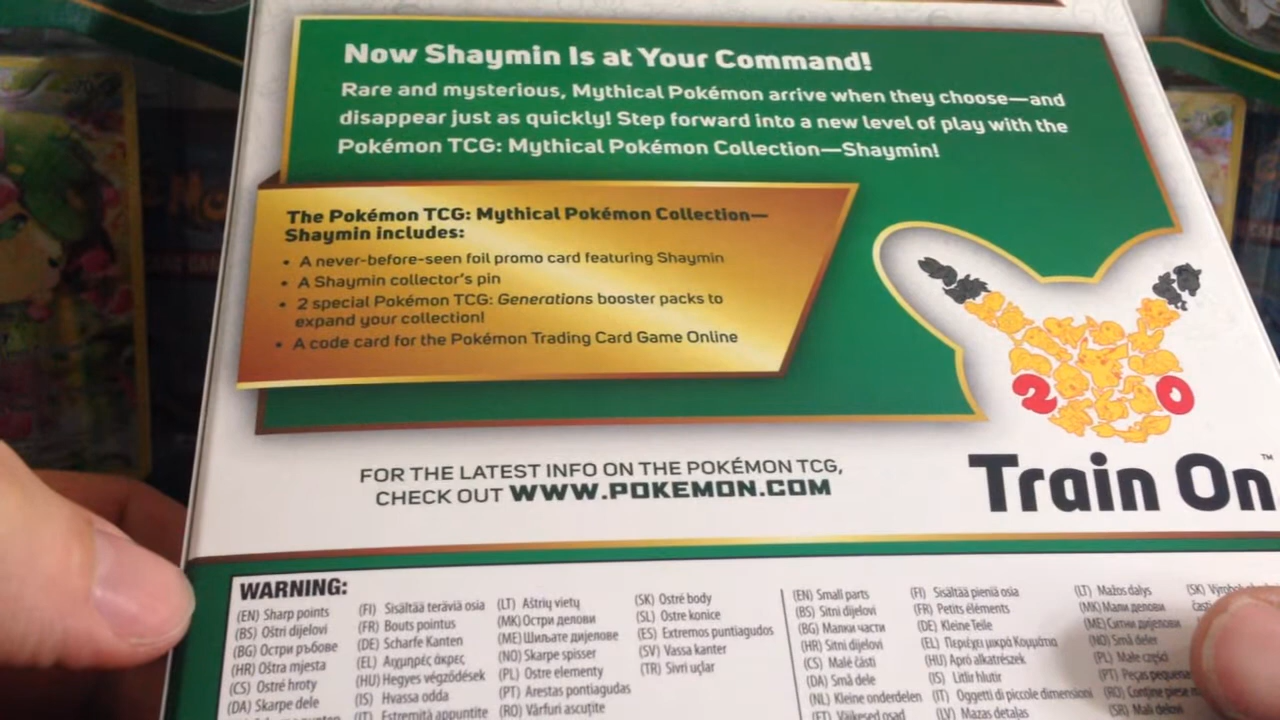 Now Shaymin Is at Your Command!
Rare and mysterious, Mythical Pokémon arrive when they choose—and
disappear just as quickly! Step forward into a new level of play with the
Pokémon TCG: Mythical Pokémon Collection—Shaymin!
The Pokémon TCG: Mythical Pokémon Collection—
Shaymin includes:
• A never-before-seen foil promo card featuring Shaymin
• A Shaymin collector's pin
• 2 special Pokémon TCG: Generations booster packs to
expand your collection!
• A code card for the Pokémon Trading Card Game Online
20
Train On™
FOR THE LATEST INFO ON THE POKÉMON TCG,
CHECK OUT WWW.POKEMON.COM
WARNING:
(EN) Sharp points
(BS) Oštri dijelovi
(BG) Остри ръбове
(HR) Oštra mjesta
(CS) Ostré hroty
(DA) Skarpe dele
(FI) Sisältää teräviä osia
(FR) Bouts pointus
(DE) Scharfe Kanten
(EL) Αιχμηρές άκρες
(HU) Hegyes végződések
(IS) Hvassa odda
(IT) Estremità appuntite
(LT) Aštrių vietų
(MK) Остри делови
(ME) Шиљате дијелове
(NO) Skarpe spisser
(PL) Ostre elementy
(PT) Arestas pontiagudas
(RO) Vârfuri ascuțite
(SK) Ostré body
(SL) Ostre konice
(ES) Extremos puntiagudos
(SV) Vassa kanter
(TR) Sivri uçlar
(EN) Small parts
(BS) Sitni dijelovi
(BG) Малки части
(HR) Sitni dijelovi
(CS) Malé části
(DA) Små dele
(NL) Kleine onderdelen
(ET) Väikesed osad
(FI) Sisältää pieniä osia
(FR) Petits éléments
(DE) Kleine Teile
(EL) Περιέχει μικρά Κομμάτια
(HU) Apró alkatrészek
(IS) Litlir hlutir
(IT) Oggetti di piccole dimensioni
(LV) Mazas detaļas
(LT) Mažos dalys
(MK) Мали делови
(ME) Ситни дијелови
(NO) Små deler
(PL) Małe części
(PT) Peças pequenas
(RO) Conține piese
(SR) Mali delovi
(SK)